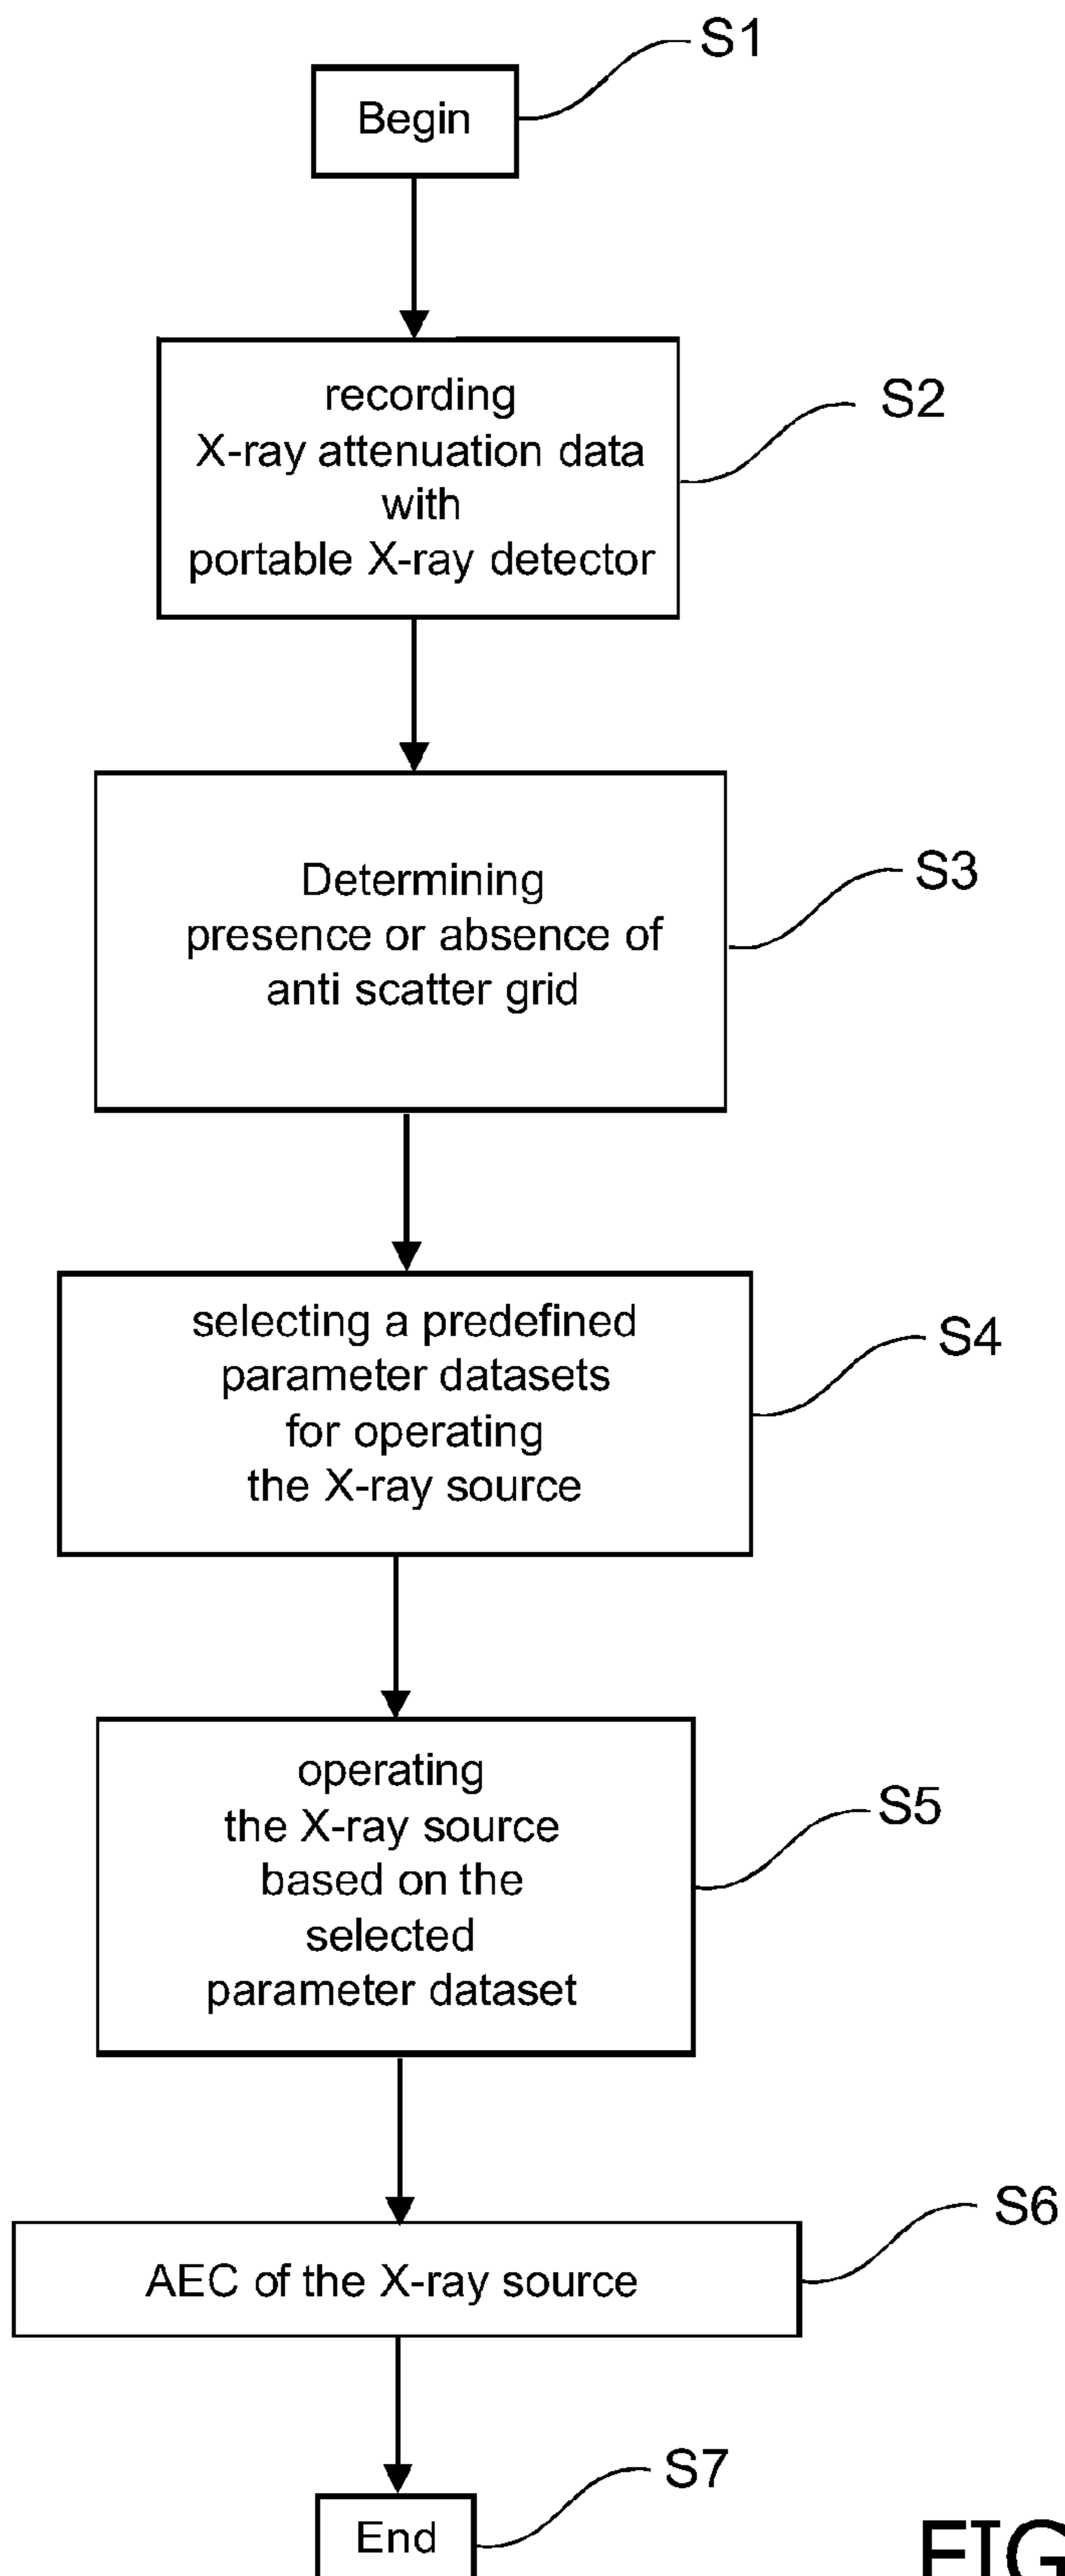 S1
Begin
recording
X-ray attenuation data
with
portable X-ray detector
S2
Determining
presence or absence of
anti scatter grid
S3
selecting a predefined
parameter datasets
for operating
the X-ray source
S4
operating
the X-ray source
based on the
selected
parameter dataset
S5
AEC of the X-ray source
S6
End
S7
FIG